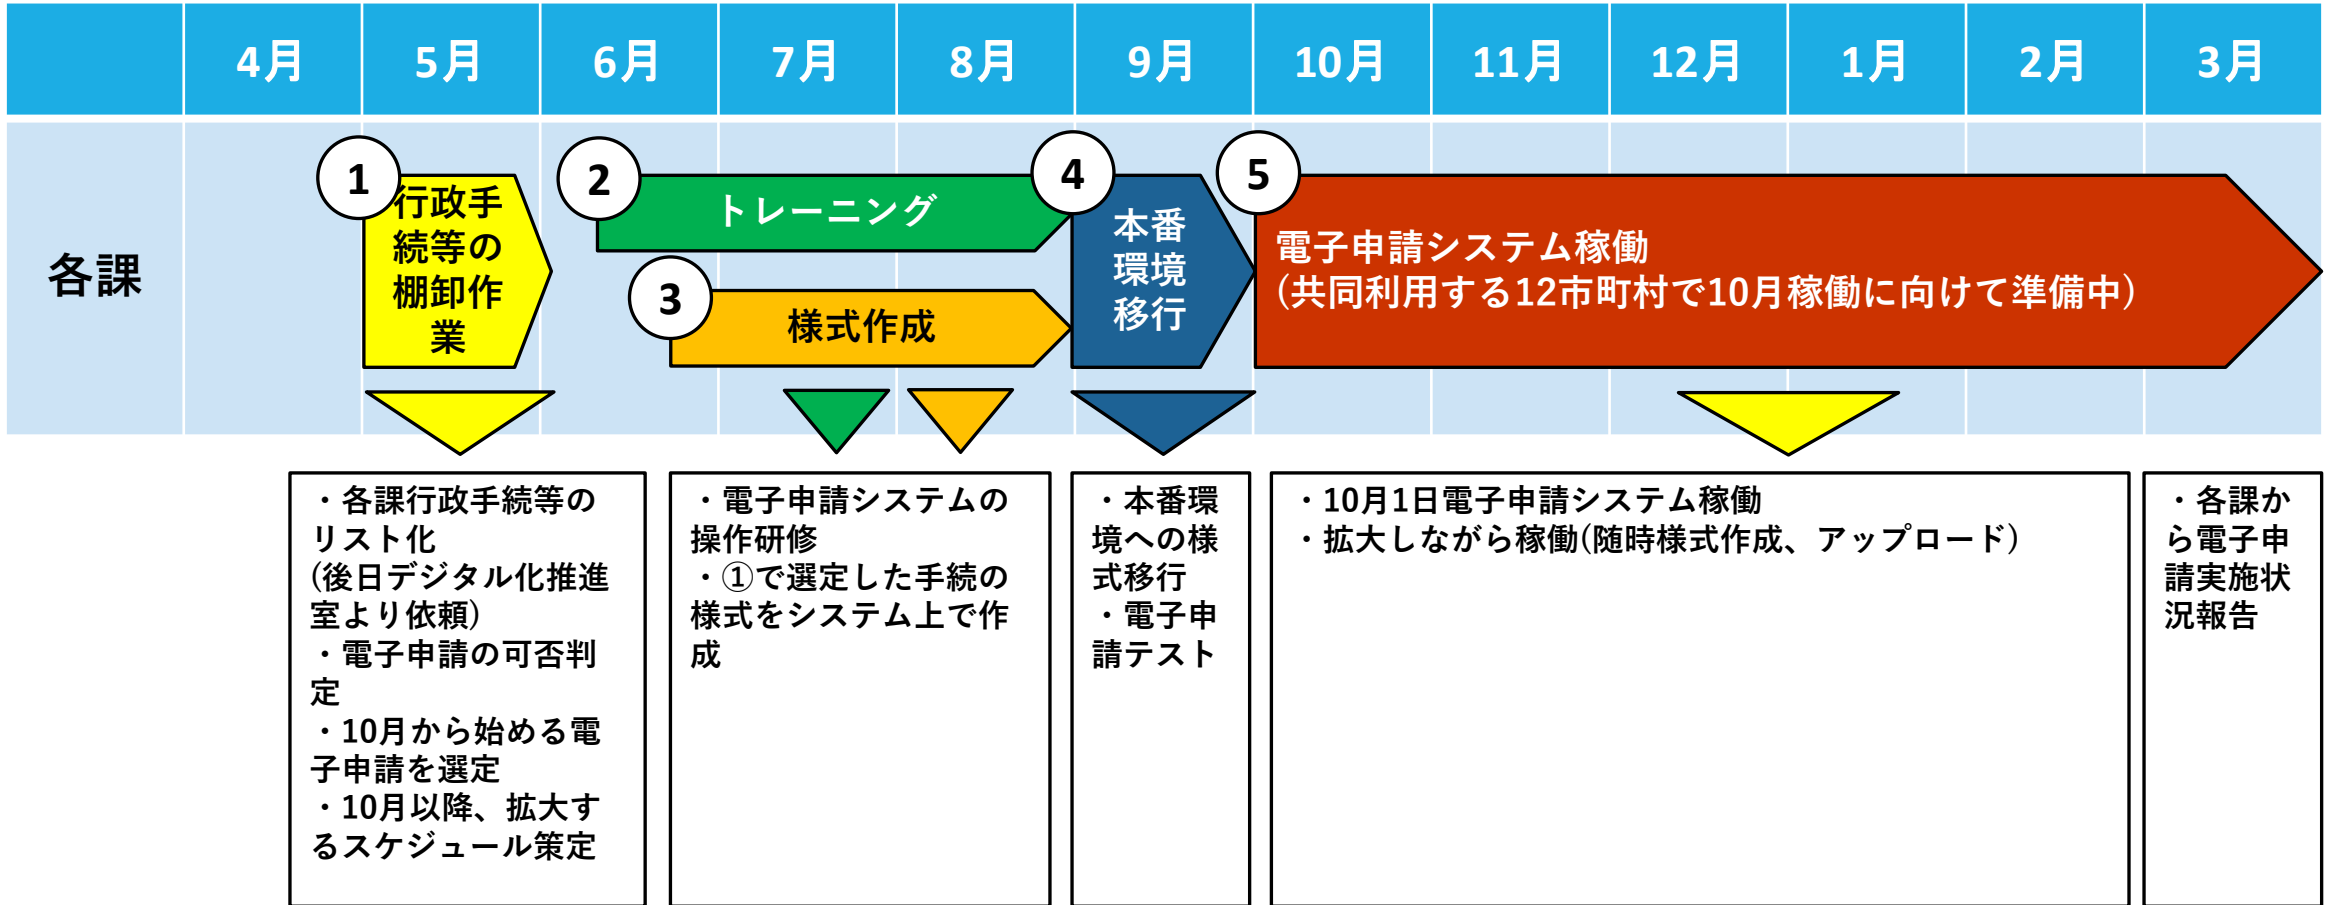 4月 5月 6月 7月 8月 9月 10月 11月 12月 1月 2月 3月
各課
1
行政手
続等の
棚卸作
業
2
トレーニング
3
様式作成
4
本番
環境
移行
5
電子申請システム稼働
(共同利用する12市町村で10月稼働に向けて準備中)
・各課行政手続等の
リスト化
(後日デジタル化推進
室より依頼)
・電子申請の可否判
定
・10月から始める電
子申請を選定
・10月以降、拡大す
るスケジュール策定
・電子申請システムの
操作研修
・①で選定した手続の
様式をシステム上で作
成
・本番環
境への様
式移行
・電子申
請テスト
・10月1日電子申請システム稼働
・拡大しながら稼働(随時様式作成、アップロード)
・各課か
ら電子申
請実施状
況報告